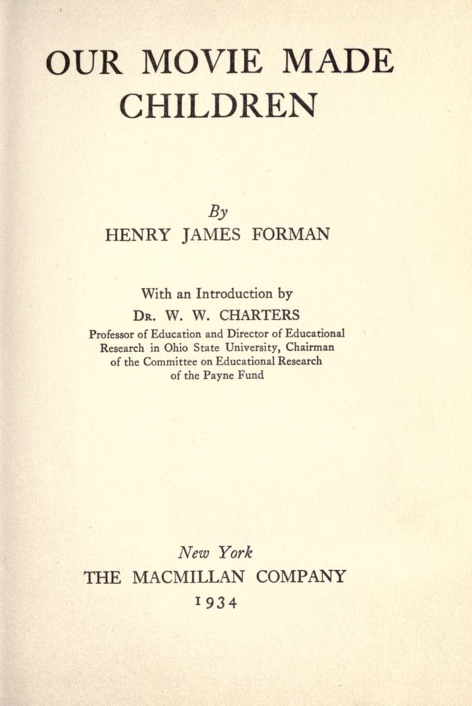 OUR MOVIE MADE
CHILDREN
By
HENRY JAMES FORMAN
With an Introduction by
DR. W. W. CHARTERS
Professor of Education and Director of Educational
Research in Ohio State University, Chairman
of the Committee on Educational Research
of the Payne Fund
New York
THE MACMILLAN COMPANY
1934